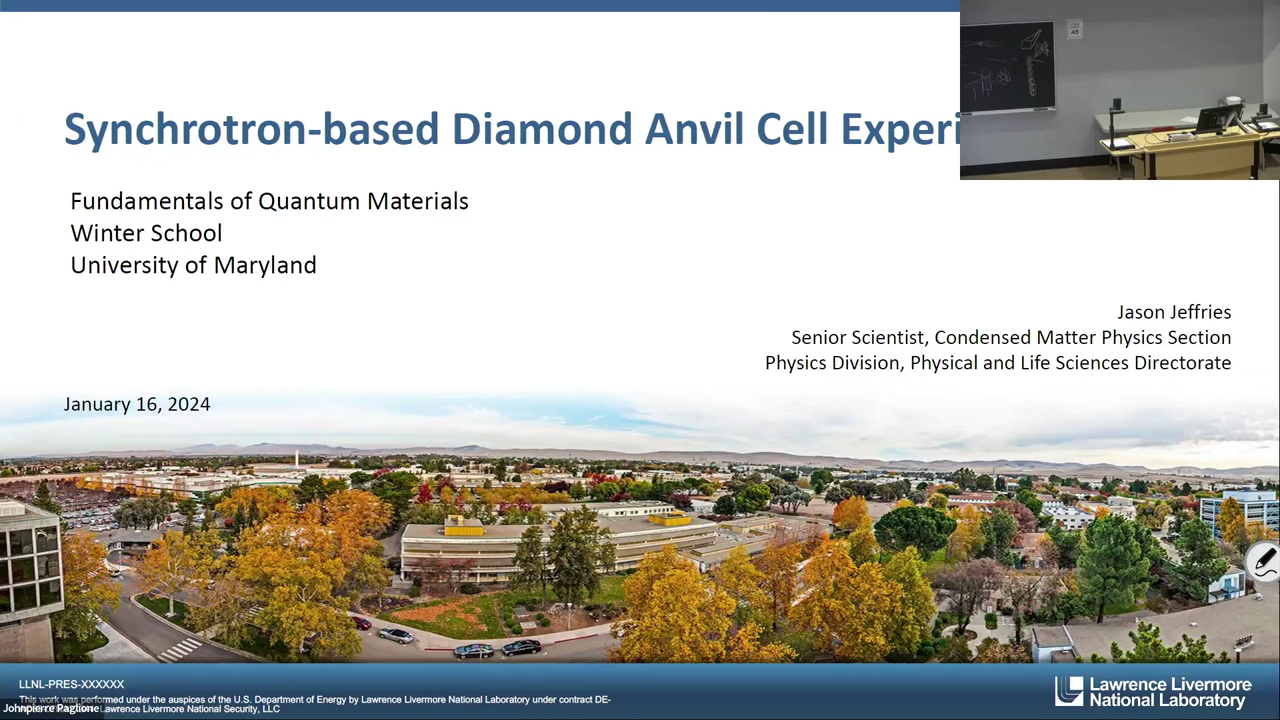 Synchrotron-based Diamond Anvil Cell Experi
Fundamentals of Quantum Materials
Winter School
University of Maryland
Jason Jeffries
Senior Scientist, Condensed Matter Physics Section
Physics Division, Physical and Life Sciences Directorate
January 16, 2024
LLNL-PRES-XXXXXX
This work was performed under the auspices of the U.S. Department of Energy by Lawrence Livermore National Laboratory under contract DE-
Johnpierre Paglione
Lawrence Livermore National Security, LLC
Lawrence Livermore
National Laboratory